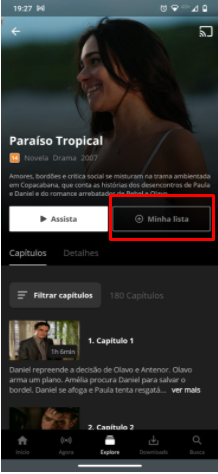 19:27
Paraíso Tropical
14 Novela Drama 2007
Amores, bordões e crítica social se misturam na trama ambientada
em Copacabana, que conta as histórias dos desencontros de Paula
e Daniel e do romance arrebatador de Bebel e Olavo.
Assista
Minha lista
Capítulos
Detalhes
Filtrar capítulos
180 Capítulos
1h 6min
1. Capítulo 1
Daniel repreende a decisão de Olavo e Antenor. Olavo
arma um plano. Amélia procura Daniel para salvar o
bordel. Daniel se afoga e Paula tenta resgatá... ver mais
2. Capítulo 2
Início
Agora
Explore
Downloads
Busca